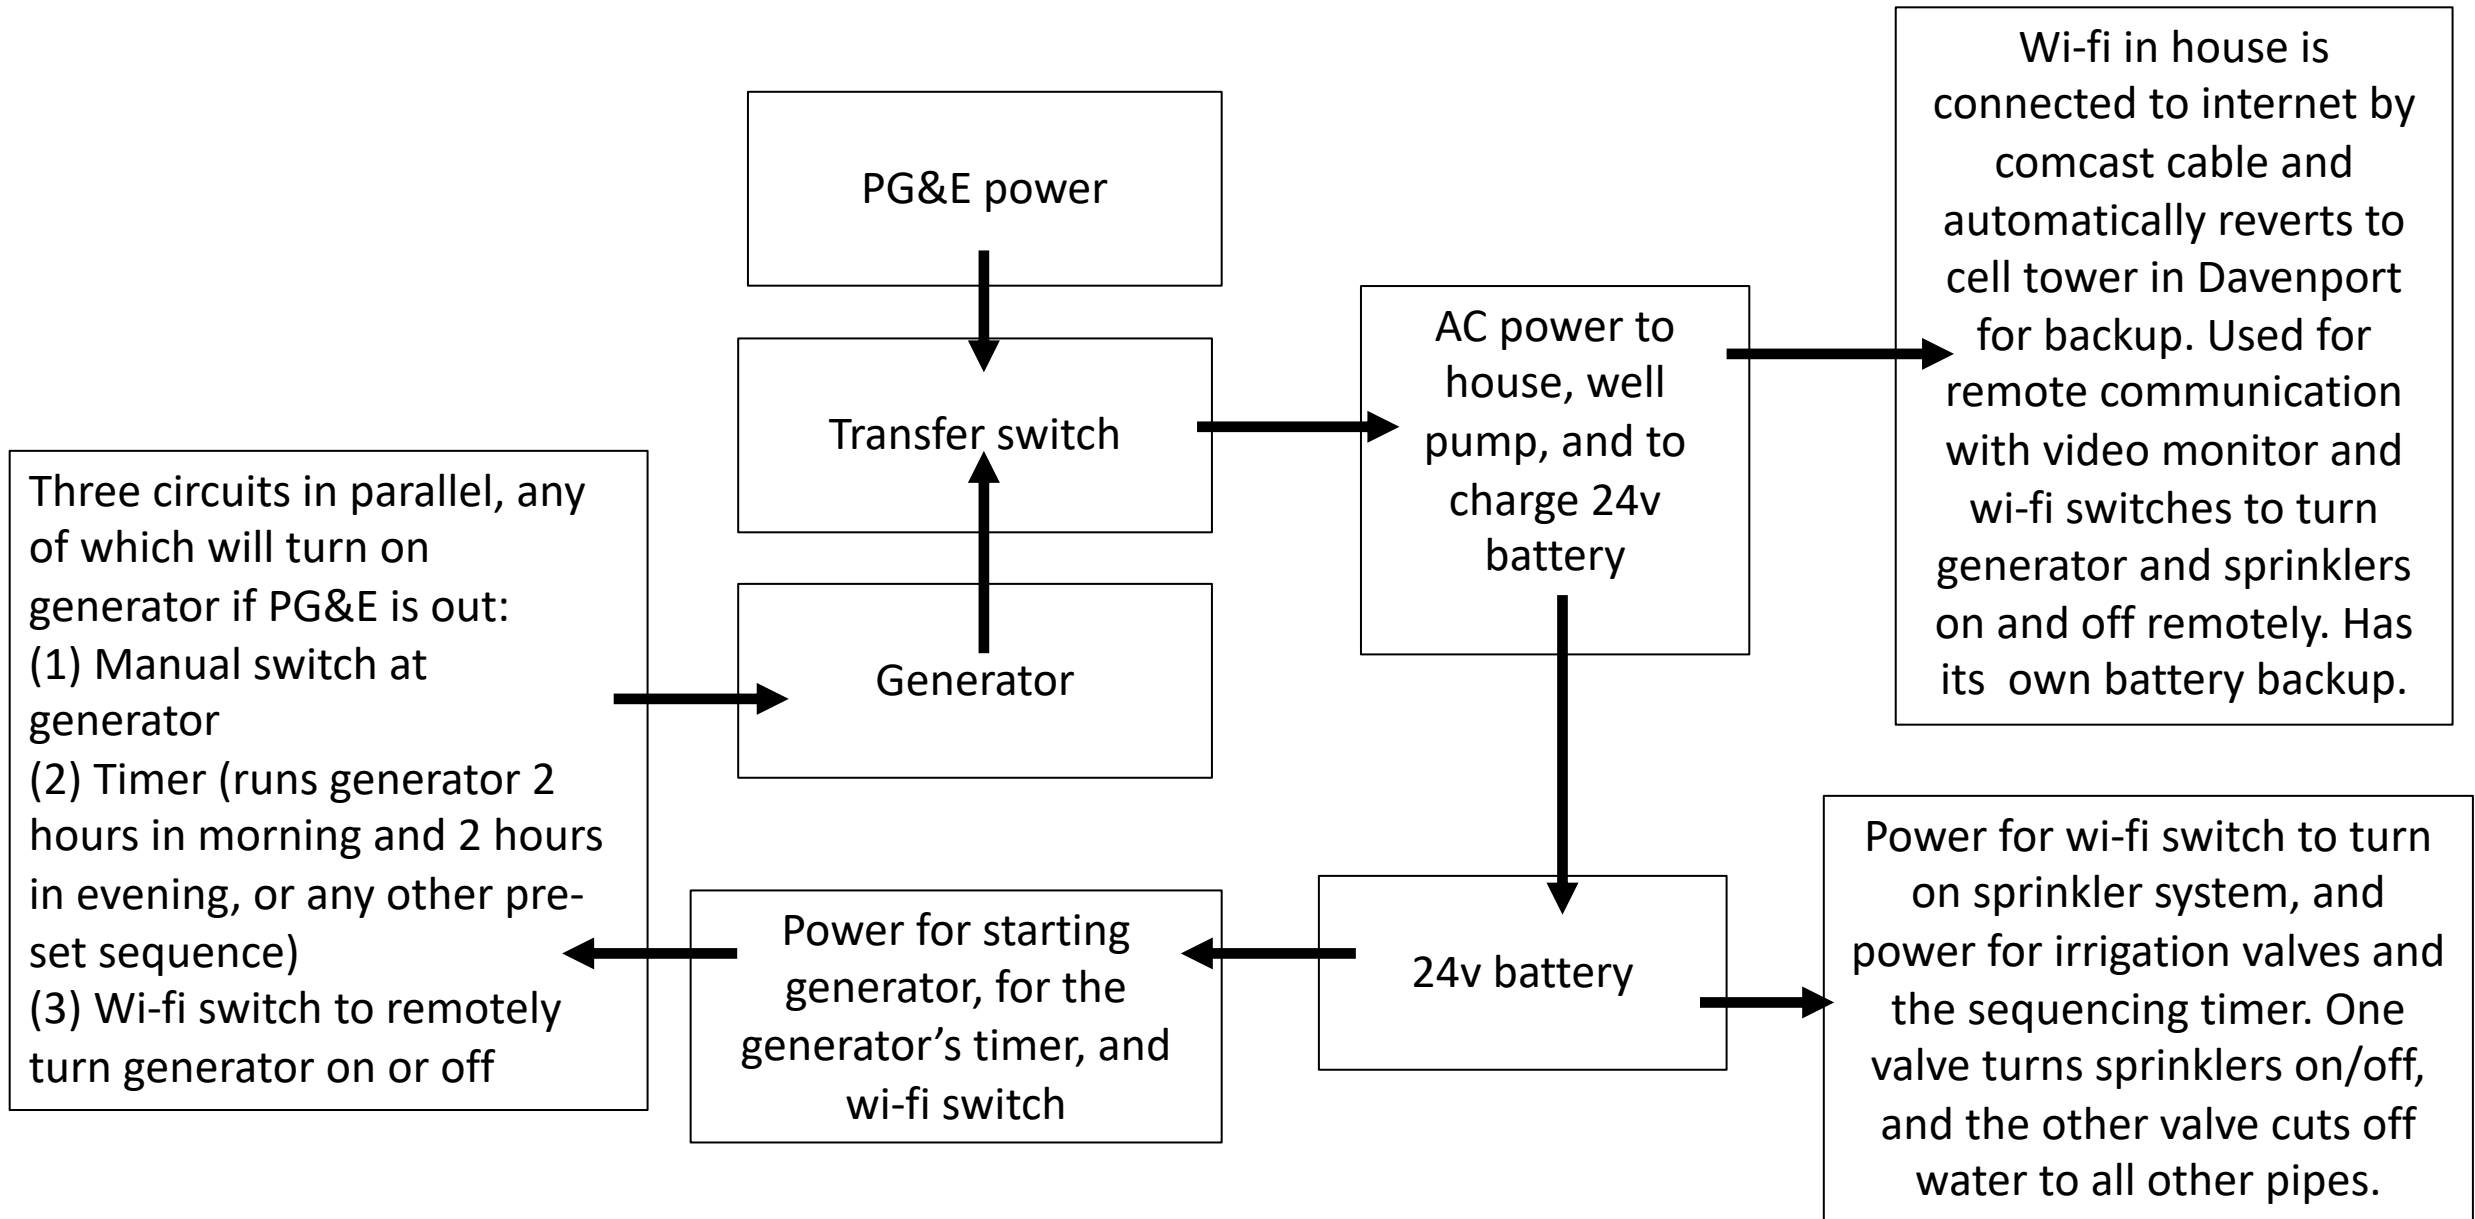 PG&E power
Transfer switch
Generator
Three circuits in parallel, any
of which will turn on
generator if PG&E is out:
(1) Manual switch at
generator
(2) Timer (runs generator 2
hours in morning and 2 hours
in evening, or any other pre-
set sequence)
(3) Wi-fi switch to remotely
turn generator on or off
AC power to
house, well
pump, and to
charge 24v
battery
Wi-fi in house is
connected to internet by
comcast cable and
automatically reverts to
cell tower in Davenport
for backup. Used for
remote communication
with video monitor and
wi-fi switches to turn
generator and sprinklers
on and off remotely. Has
its  own battery backup.
Power for starting
generator, for the
generator’s timer, and
wi-fi switch
24v battery
Power for wi-fi switch to turn
on sprinkler system, and
power for irrigation valves and
the sequencing timer. One
valve turns sprinklers on/off,
and the other valve cuts off
water to all other pipes.